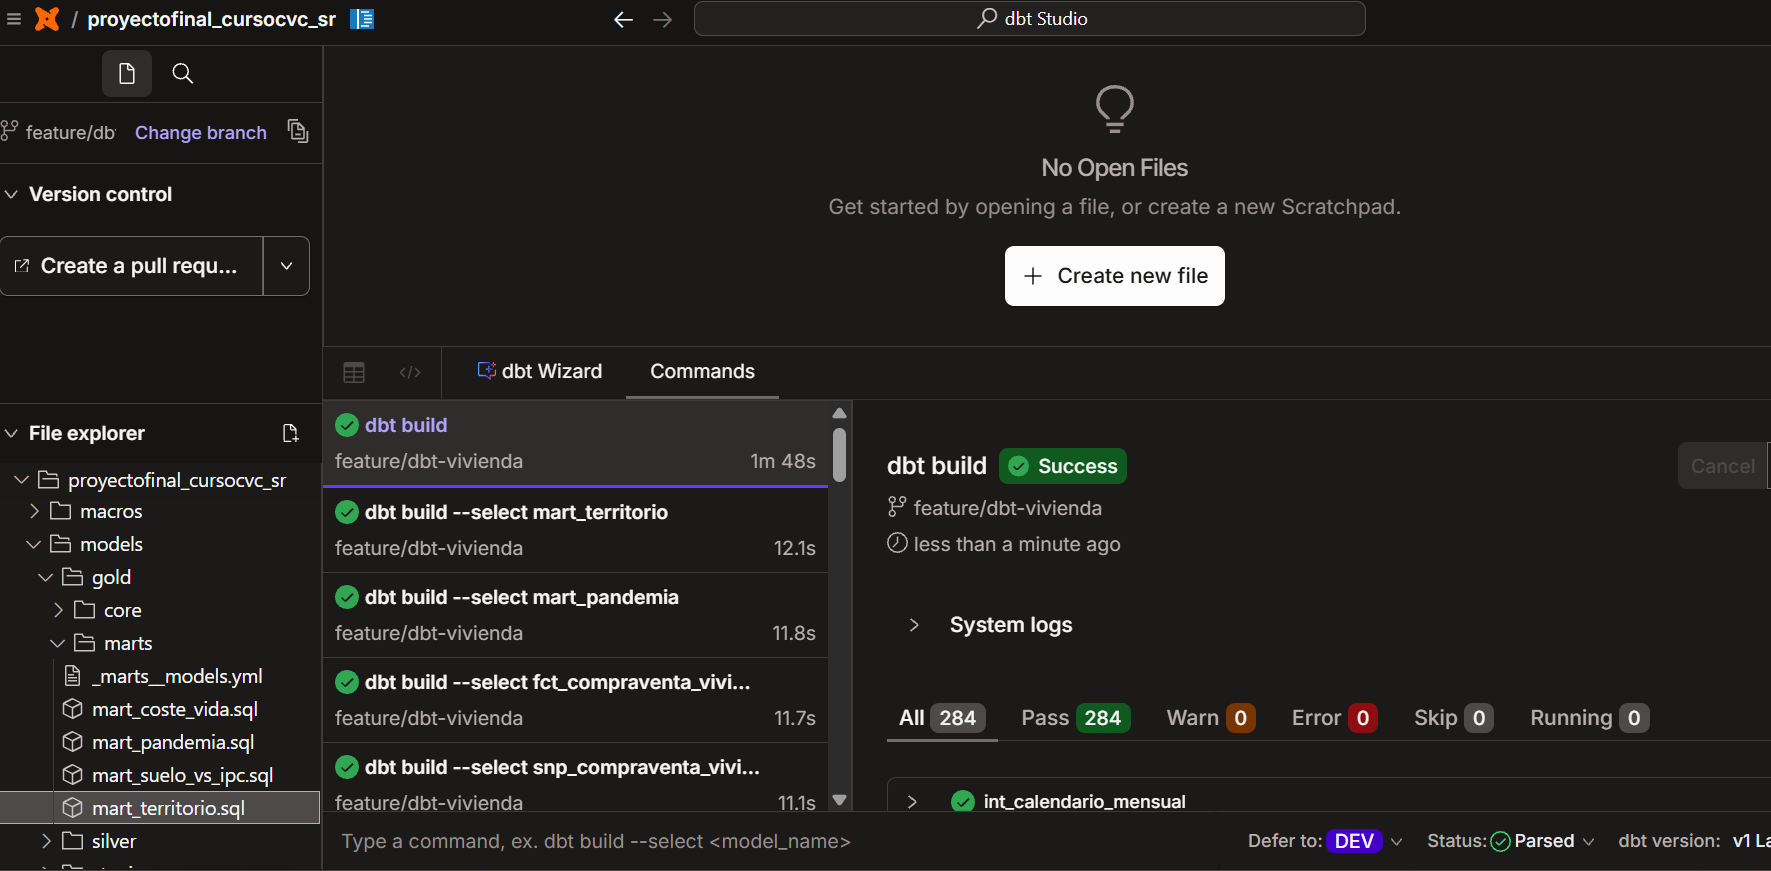 / proyectofinal_cursocvc_sr
dbt Studio
feature/db
Change branch
Version control
Create a pull requ...
File explorer
proyectofinal_cursocvc_sr
macros
models
gold
core
marts
_marts__models.yml
mart_coste_vida.sql
mart_pandemia.sql
mart_suelo_vs_ipc.sql
mart_territorio.sql
silver
No Open Files
Get started by opening a file, or create a new Scratchpad.
+ Create new file
dbt Wizard
Commands
dbt build
feature/dbt-vivienda 1m 48s
dbt build --select mart_territorio
feature/dbt-vivienda 12.1s
dbt build --select mart_pandemia
feature/dbt-vivienda 11.8s
dbt build --select fct_compraventa_vivi...
feature/dbt-vivienda 11.7s
dbt build --select snp_compraventa_vivi...
feature/dbt-vivienda 11.1s
dbt build Success
Cancel
feature/dbt-vivienda
less than a minute ago
System logs
All 284 Pass 284 Warn 0 Error 0 Skip 0 Running 0
int_calendario_mensual
Type a command, ex. dbt build --select <model_name>
Defer to: DEV Status: Parsed dbt version: v1 La